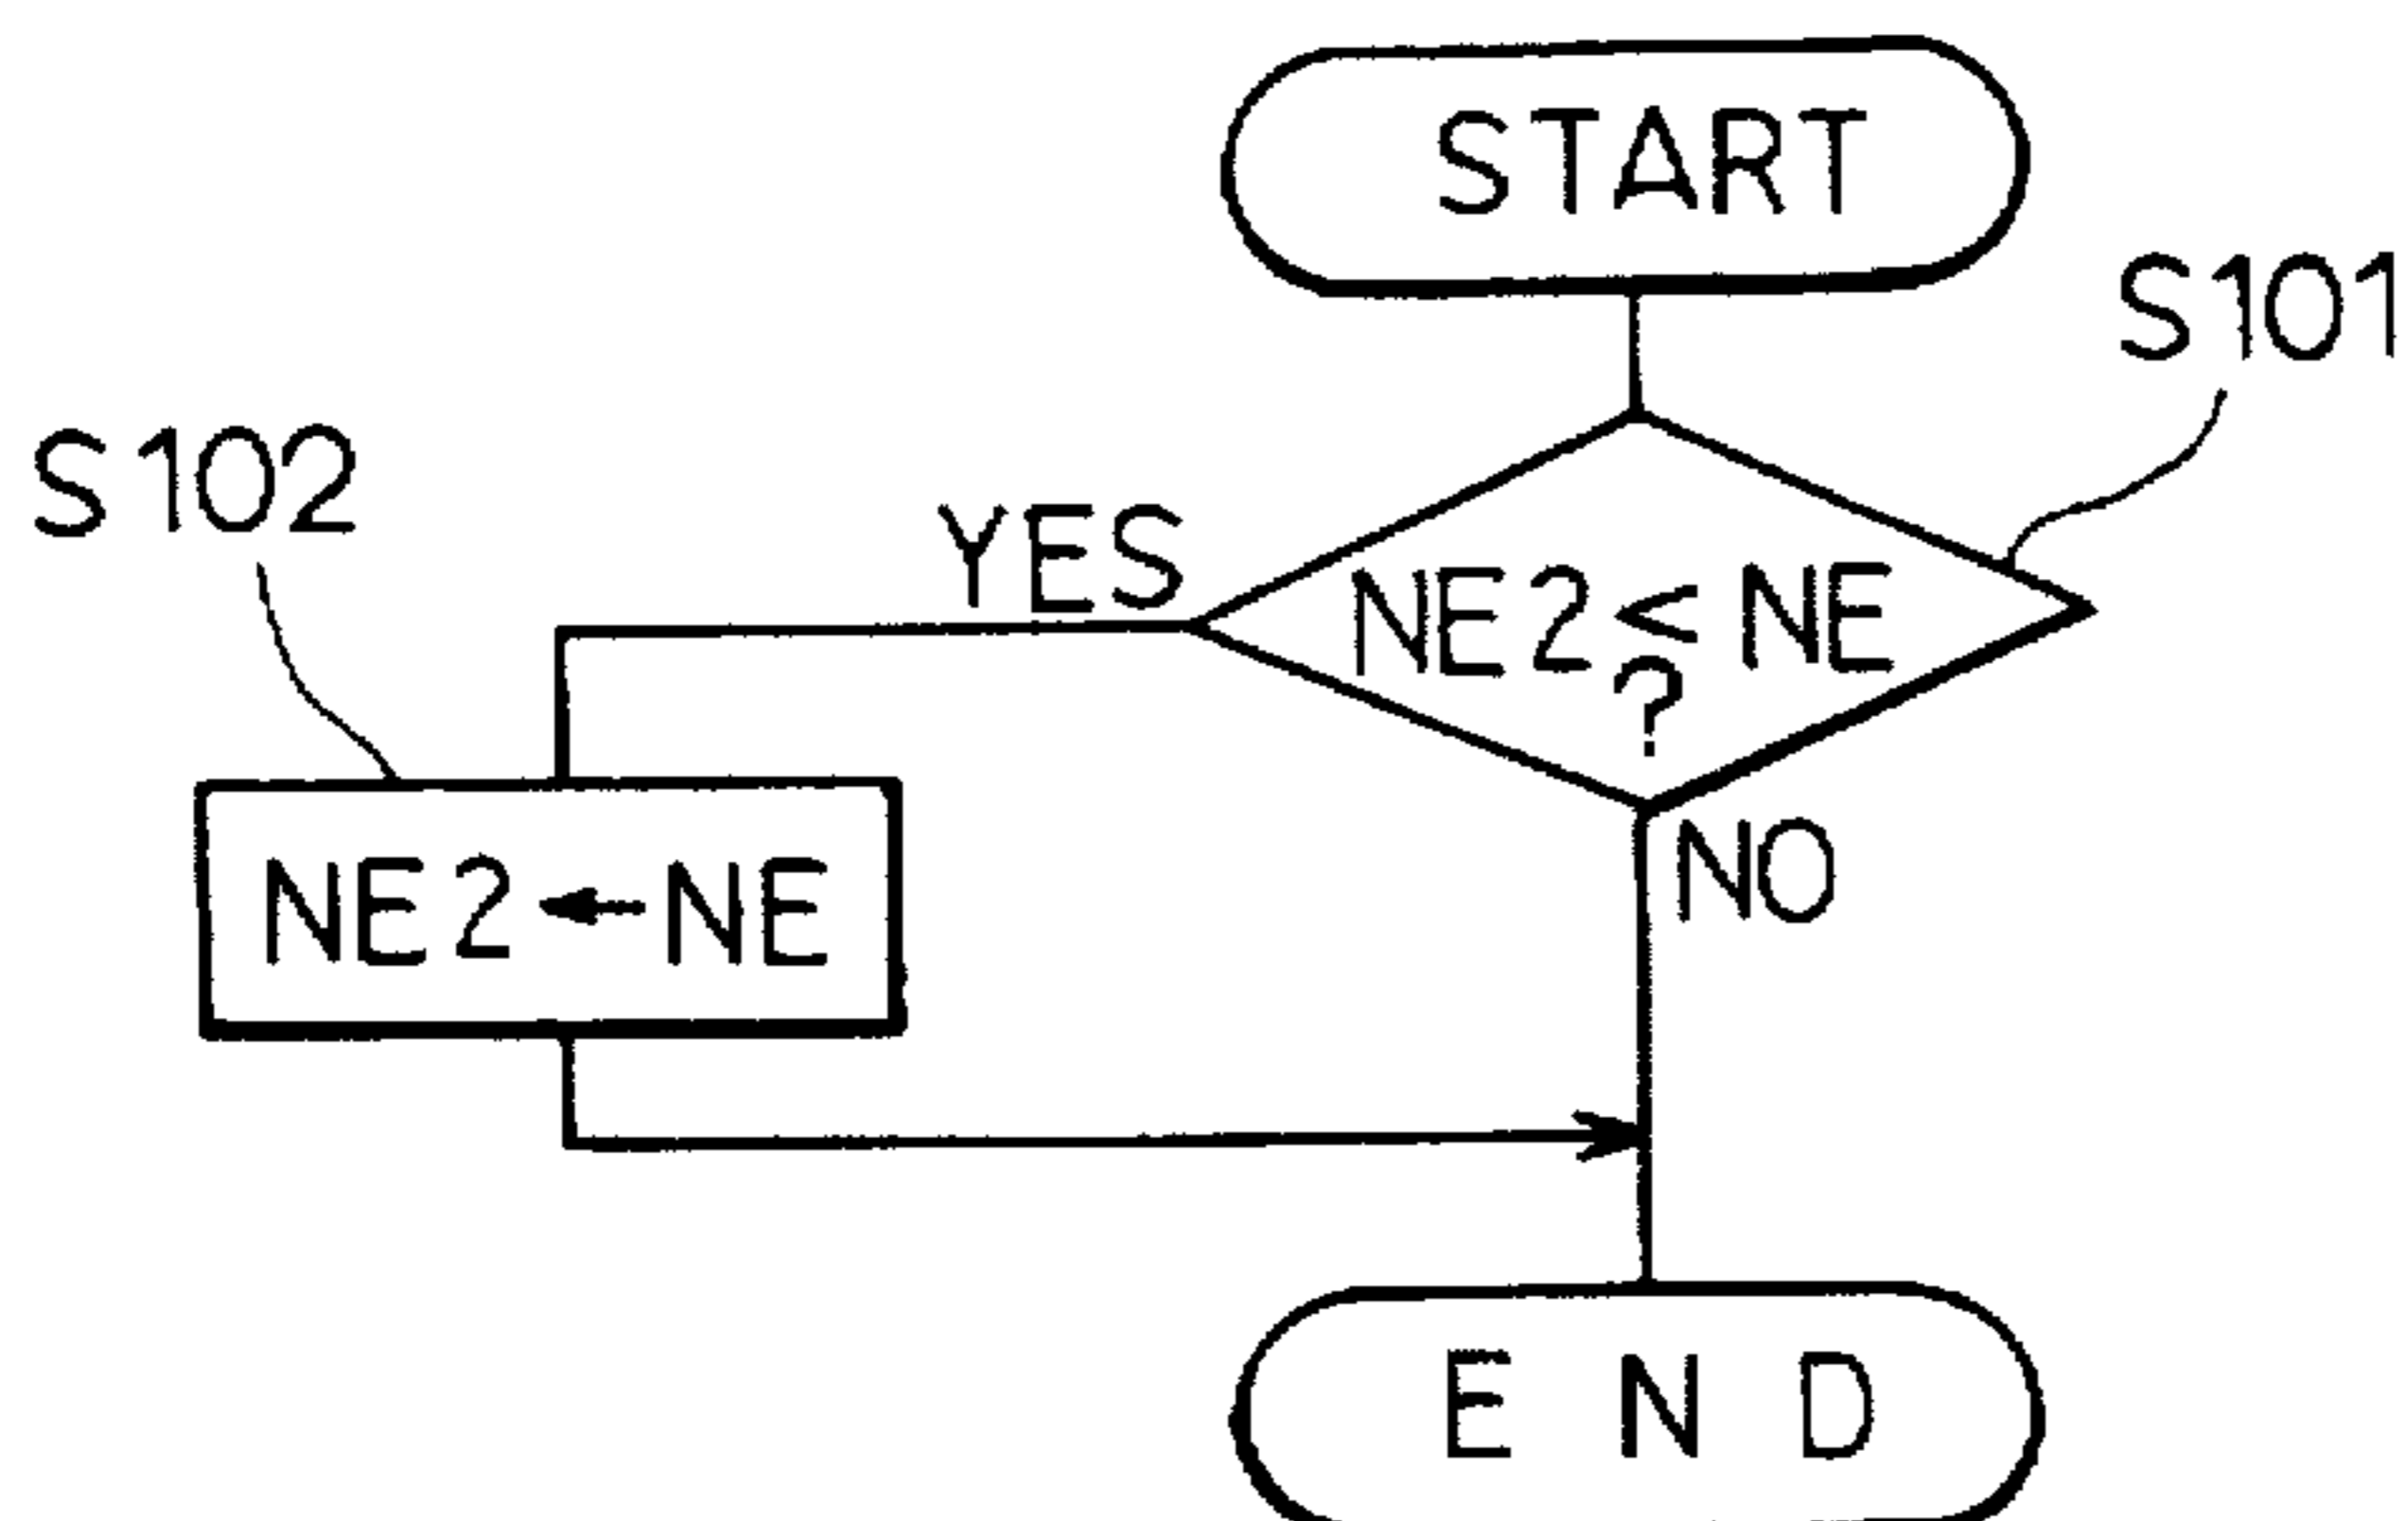 START
S101
S102
YES
NE2< NE
?
NO
NE2←NE
END